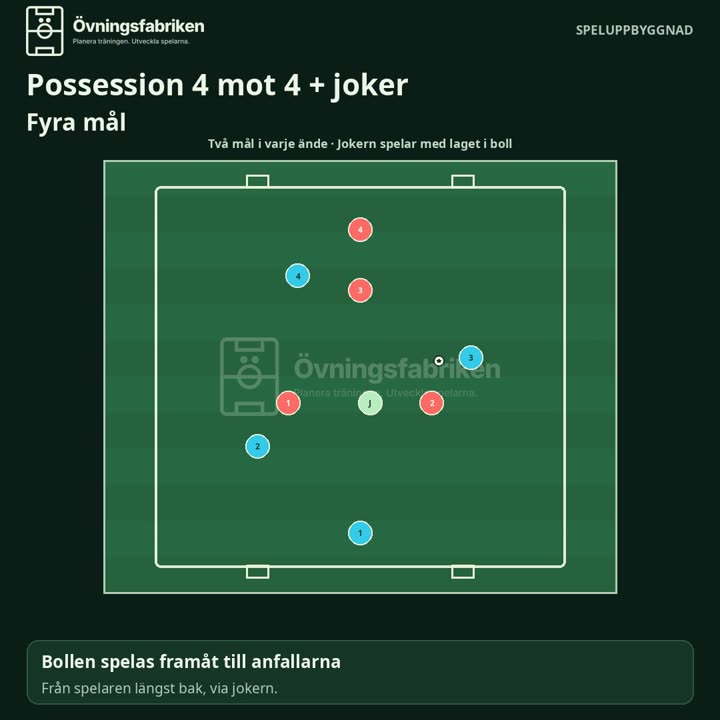 Övningsfabriken
Planera träningen. Utveckla spelarna.
SPELUPPBYGGNAD
Possession 4 mot 4 + joker
Fyra mål
Två mål i varje ände · Jokern spelar med laget i boll
4
4
3
3
Övningsfabriken
Planera träningen. Utveckla spelarna.
1
J
2
2
1
Bollen spelas framåt till anfallarna
Från spelaren längst bak, via jokern.